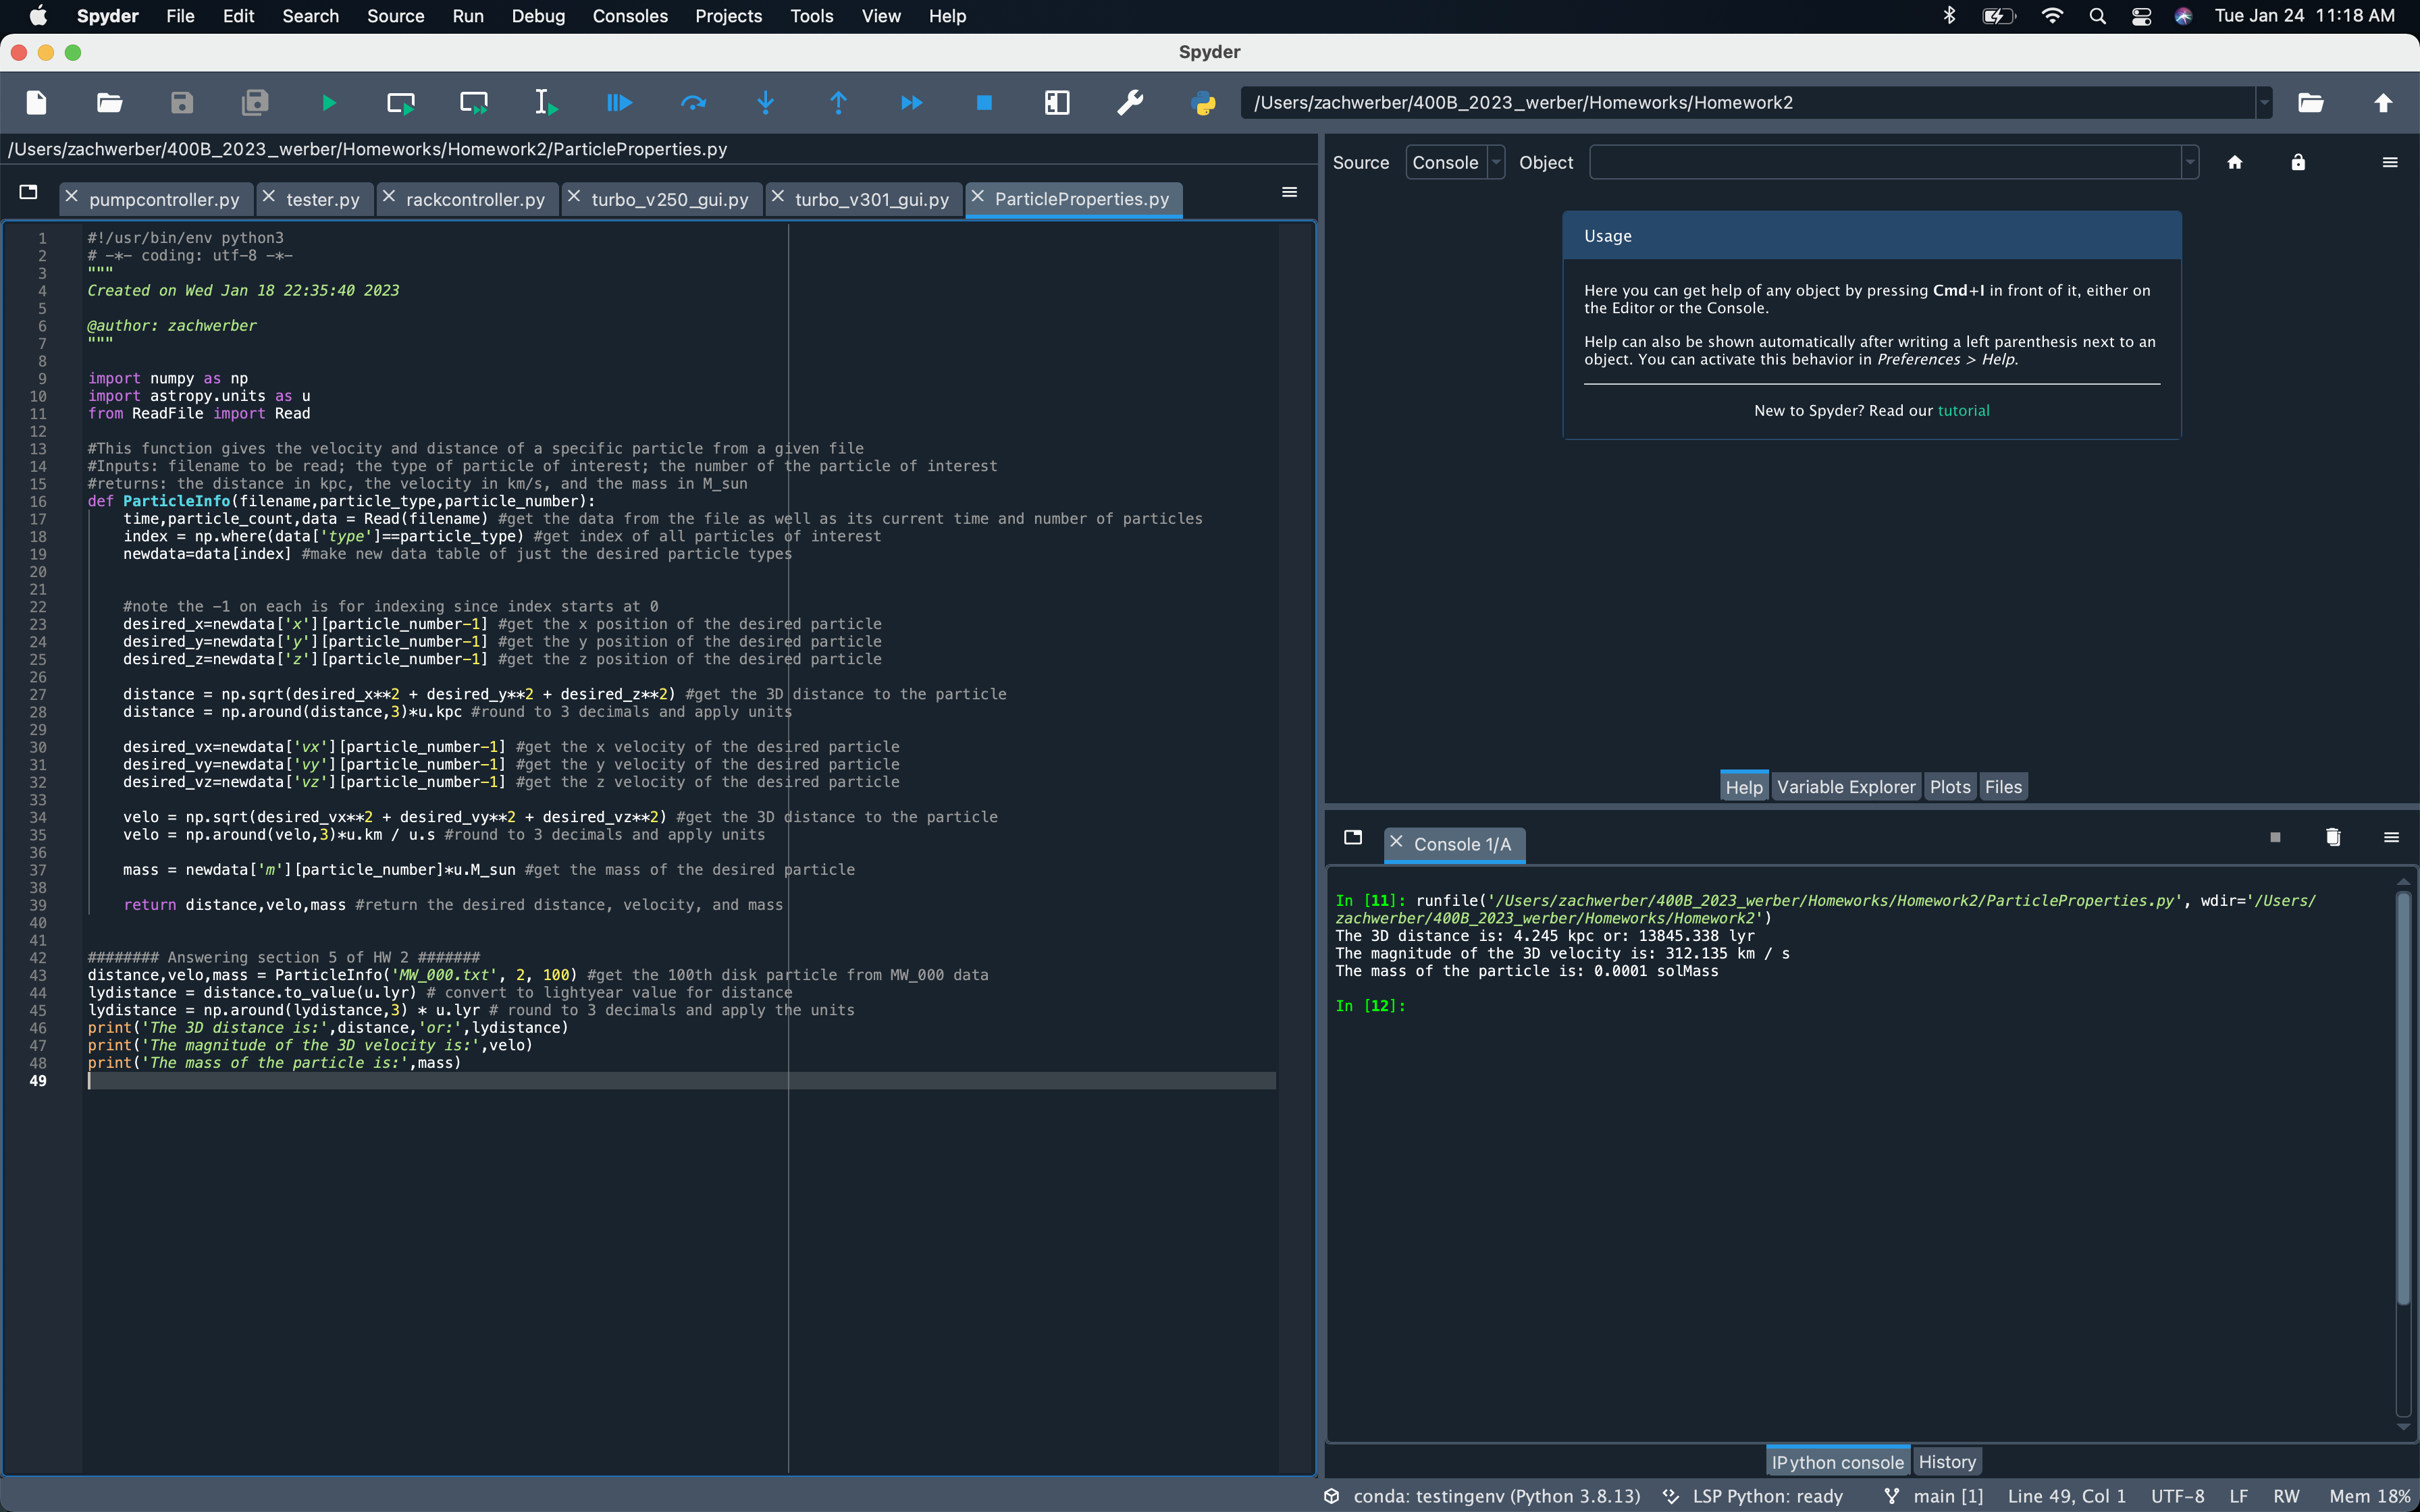 Spyder File Edit Search Source Run Debug Consoles Projects Tools View Help Tue Jan 24 11:18 AM
Spyder
/Users/zachwerber/400B_2023_werber/Homeworks/Homework2
/Users/zachwerber/400B_2023_werber/Homeworks/Homework2/ParticleProperties.py
pumpcontroller.py tester.py rackcontroller.py turbo_v250_gui.py turbo_v301_gui.py ParticleProperties.py
1 #!/usr/bin/env python3
2 # -*- coding: utf-8 -*-
3 """
4 Created on Wed Jan 18 22:35:40 2023
5
6 @author: zachwerber
7 """
8
9 import numpy as np
10 import astropy.units as u
11 from ReadFile import Read
12
13 #This function gives the velocity and distance of a specific particle from a given file
14 #Inputs: filename to be read; the type of particle of interest; the number of the particle of interest
15 #returns: the distance in kpc, the velocity in km/s, and the mass in M_sun
16 def ParticleInfo(filename,particle_type,particle_number):
17     time,particle_count,data = Read(filename) #get the data from the file as well as its current time and number of particles
18     index = np.where(data['type']==particle_type) #get index of all particles of interest
19     newdata=data[index] #make new data table of just the desired particle types
20
21
22     #note the -1 on each is for indexing since index starts at 0
23     desired_x=newdata['x'][particle_number-1] #get the x position of the desired particle
24     desired_y=newdata['y'][particle_number-1] #get the y position of the desired particle
25     desired_z=newdata['z'][particle_number-1] #get the z position of the desired particle
26
27     distance = np.sqrt(desired_x**2 + desired_y**2 + desired_z**2) #get the 3D distance to the particle
28     distance = np.around(distance,3)*u.kpc #round to 3 decimals and apply units
29
30     desired_vx=newdata['vx'][particle_number-1] #get the x velocity of the desired particle
31     desired_vy=newdata['vy'][particle_number-1] #get the y velocity of the desired particle
32     desired_vz=newdata['vz'][particle_number-1] #get the z velocity of the desired particle
33
34     velo = np.sqrt(desired_vx**2 + desired_vy**2 + desired_vz**2) #get the 3D distance to the particle
35     velo = np.around(velo,3)*u.km / u.s #round to 3 decimals and apply units
36
37     mass = newdata['m'][particle_number]*u.M_sun #get the mass of the desired particle
38
39     return distance,velo,mass #return the desired distance, velocity, and mass
40
41
42 ######## Answering section 5 of HW 2 #######
43 distance,velo,mass = ParticleInfo('MW_000.txt', 2, 100) #get the 100th disk particle from MW_000 data
44 lydistance = distance.to_value(u.lyr) # convert to lightyear value for distance
45 lydistance = np.around(lydistance,3) * u.lyr # round to 3 decimals and apply the units
46 print('The 3D distance is:',distance,'or:',lydistance)
47 print('The magnitude of the 3D velocity is:',velo)
48 print('The mass of the particle is:',mass)
49
Source Console Object
Usage
Here you can get help of any object by pressing Cmd+I in front of it, either on
the Editor or the Console.
Help can also be shown automatically after writing a left parenthesis next to an
object. You can activate this behavior in Preferences > Help.
New to Spyder? Read our tutorial
Help Variable Explorer Plots Files
Console 1/A
In [11]: runfile('/Users/zachwerber/400B_2023_werber/Homeworks/Homework2/ParticleProperties.py', wdir='/Users/
zachwerber/400B_2023_werber/Homeworks/Homework2')
The 3D distance is: 4.245 kpc or: 13845.338 lyr
The magnitude of the 3D velocity is: 312.135 km / s
The mass of the particle is: 0.0001 solMass
In [12]:
IPython console History
conda: testingenv (Python 3.8.13) LSP Python: ready main [1] Line 49, Col 1 UTF-8 LF RW Mem 18%